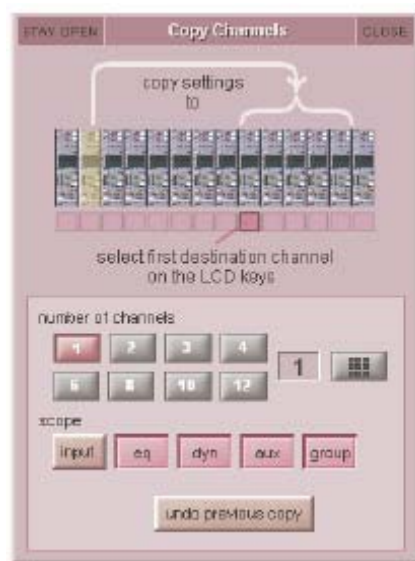 STAY OPEN Copy Channels CLOSE
copy settings
to
select first destination channel
on the LCD keys
number of channels
1 2 3 4
6 8 10 12
1
scope
input eq dyn aux group
undo previous copy